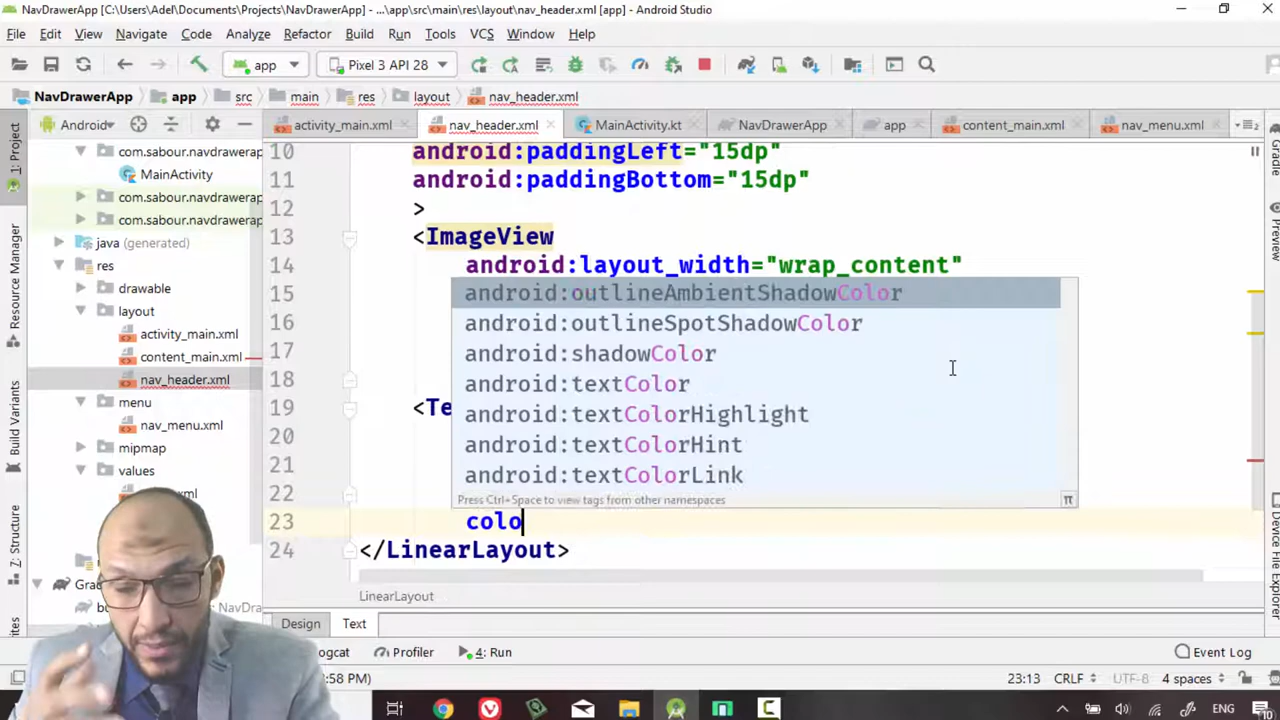 NavDrawerApp [C:\Users\Adel\Documents\Projects\NavDrawerApp] - ...\app\src\main\res\layout\nav_header.xml [app] - Android Studio
File Edit View Navigate Code Analyze Refactor Build Run Tools VCS Window Help
app Pixel 3 API 28
NavDrawerApp app src main res layout nav_header.xml
Android activity_main.xml nav_header.xml MainActivity.kt NavDrawerApp app content_main.xml nav_menu.xml
1: Project
Resource Manager
Build Variants
Z: Structure
com.sabour.navdrawerap
MainActivity
com.sabour.navdrawerap
com.sabour.navdrawerap
java (generated)
res
drawable
layout
activity_main.xml
content_main.xml
nav_header.xml
menu
nav_menu.xml
mipmap
values
10 android:paddingLeft="15dp"
11 android:paddingBottom="15dp"
12 >
13 <ImageView
14 android:layout_width="wrap_content"
15
16
17
18
19 <Te
20
21
22
23 colo
24 </LinearLayout>
android:outlineAmbientShadowColor
android:outlineSpotShadowColor
android:shadowColor
android:textColor
android:textColorHighlight
android:textColorHint
android:textColorLink
Press Ctrl+Space to view tags from other namespaces
π
LinearLayout
Design Text
Gradle
Preview
Device File Explorer
gcat Profiler 4: Run Event Log
:58 PM) 23:13 CRLF UTF-8 4 spaces
ENG